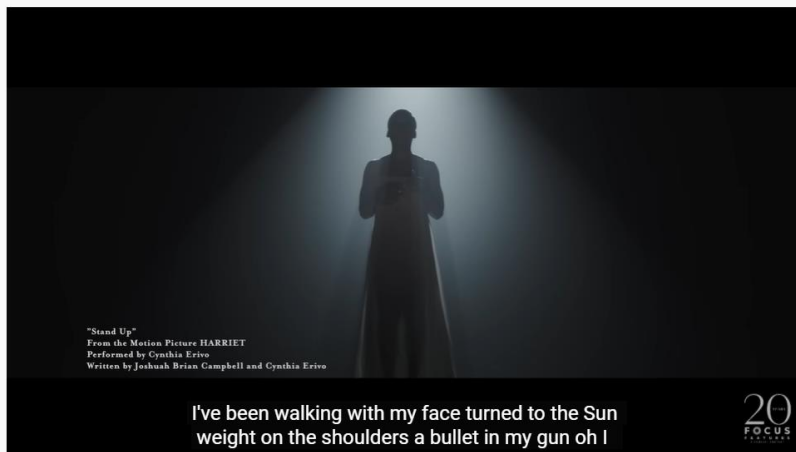 "Stand Up"
From the Motion Picture HARRIET
Performed by Cynthia Erivo
Written by Joshuah Brian Campbell and Cynthia Erivo
I've been walking with my face turned to the Sun
weight on the shoulders a bullet in my gun oh I
20
FOCUS
FEATURES